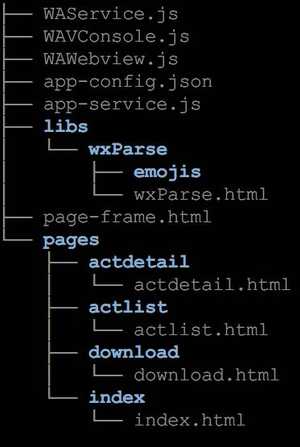 ├── WAService.js
├── WAVConsole.js
├── WAWebview.js
├── app-config.json
├── app-service.js
├── libs
│   └── wxParse
│       ├── emojis
│       └── wxParse.html
├── page-frame.html
└── pages
    ├── actdetail
    │   └── actdetail.html
    ├── actlist
    │   └── actlist.html
    ├── download
    │   └── download.html
    └── index
        └── index.html